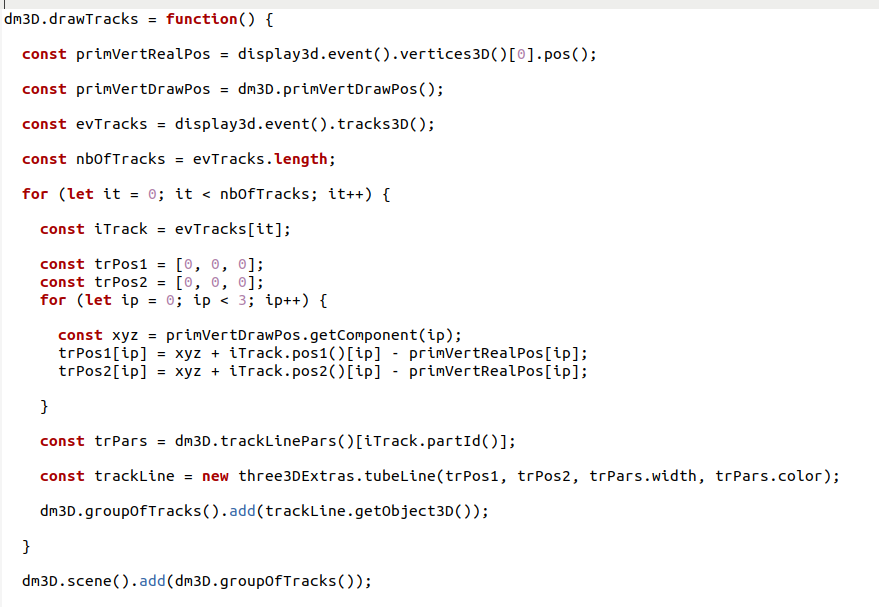 dm3D.drawTracks = function() {
const primVertRealPos = display3d.event().vertices3D()[0].pos();
const primVertDrawPos = dm3D.primVertDrawPos();
const evTracks = display3d.event().tracks3D();
const nbOfTracks = evTracks.length;
for (let it = 0; it < nbOfTracks; it++) {
const iTrack = evTracks[it];
const trPos1 = [0, 0, 0];
const trPos2 = [0, 0, 0];
for (let ip = 0; ip < 3; ip++) {
const xyz = primVertDrawPos.getComponent(ip);
trPos1[ip] = xyz + iTrack.pos1()[ip] - primVertRealPos[ip];
trPos2[ip] = xyz + iTrack.pos2()[ip] - primVertRealPos[ip];
}
const trPars = dm3D.trackLinePars()[iTrack.partId()];
const trackLine = new three3DExtras.tubeLine(trPos1, trPos2, trPars.width, trPars.color);
dm3D.groupOfTracks().add(trackLine.getObject3D());
}
dm3D.scene().add(dm3D.groupOfTracks());